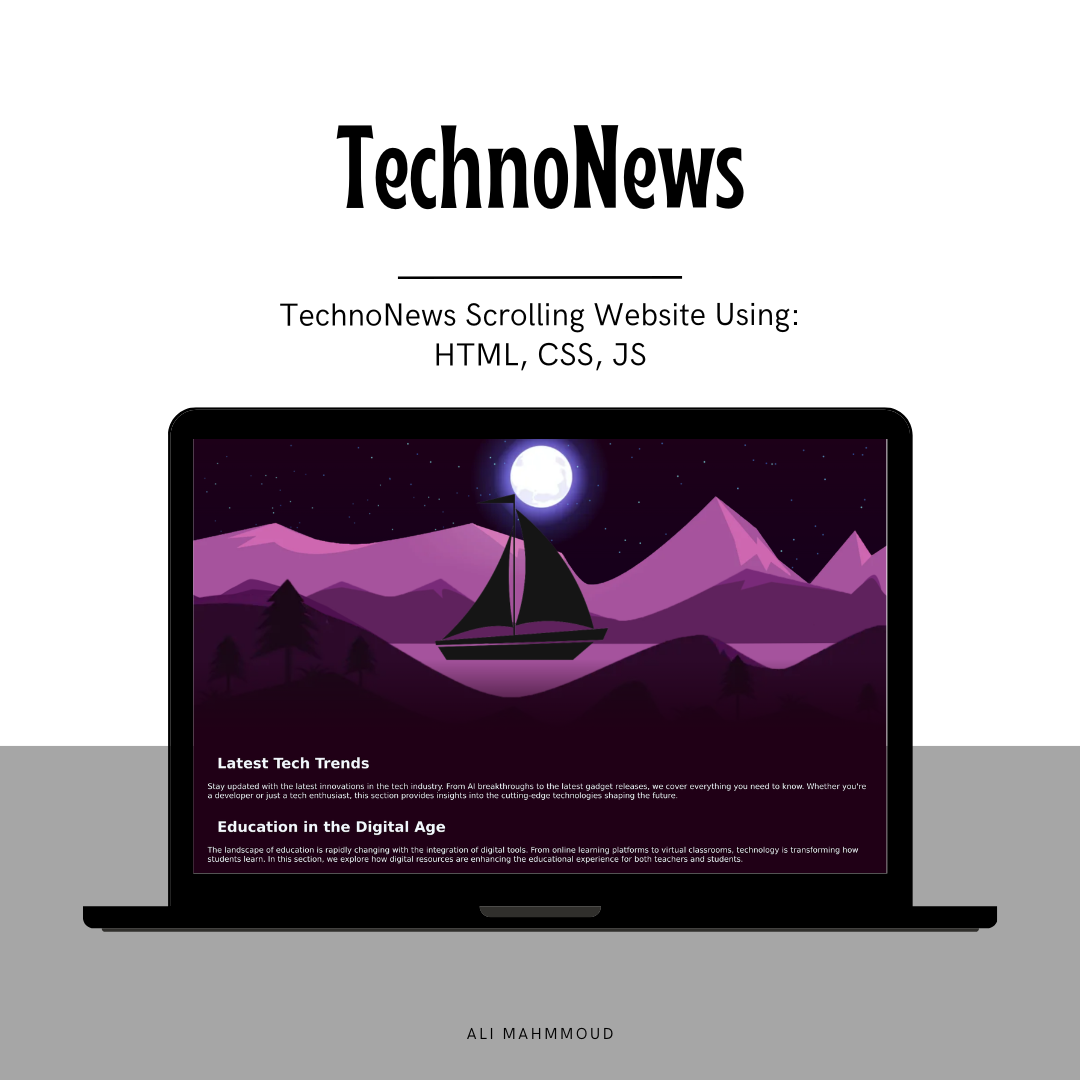 TechnoNews
TechnoNews Scrolling Website Using:
HTML, CSS, JS
Latest Tech Trends
Stay updated with the latest innovations in the tech industry. From AI breakthroughs to the latest gadget releases, we cover everything you need to know. Whether you're
a developer or just a tech enthusiast, this section provides insights into the cutting-edge technologies shaping the future.
Education in the Digital Age
The landscape of education is rapidly changing with the integration of digital tools. From online learning platforms to virtual classrooms, technology is transforming how
students learn. In this section, we explore how digital resources are enhancing the educational experience for both teachers and students.
ALI MAHMMOUD